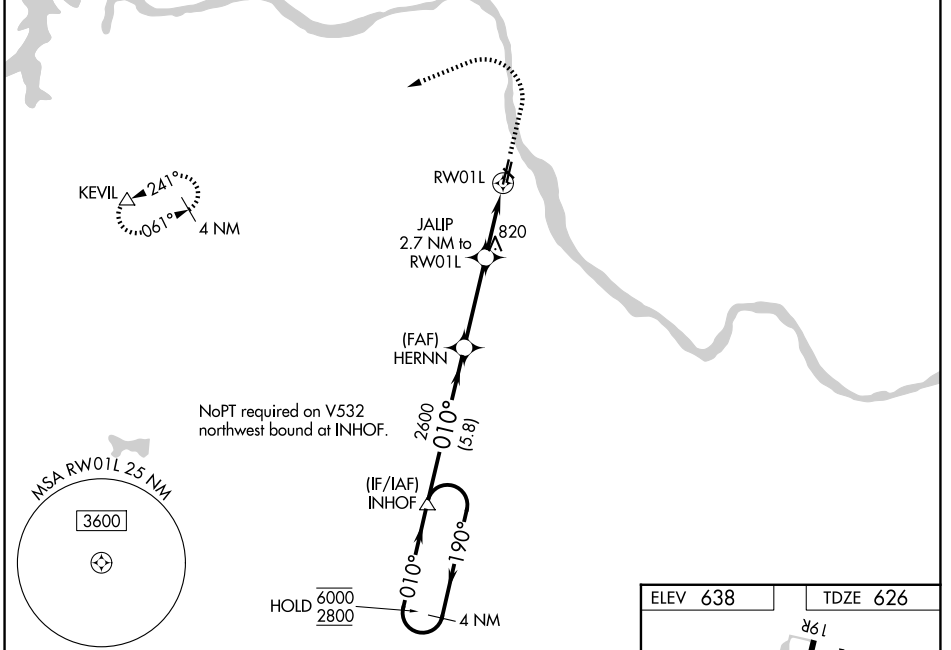 RW01L
KEVIL
241°
061°
4 NM
JALIP
2.7 NM to
RW01L
820
(FAF)
HERNN
NoPT required on V532
northwest bound at INHOF.
2600
010°
(5.8)
MSA RW01L 25 NM
3600
(IF/IAF)
INHOF
010°
190°
HOLD
6000
2800
4 NM
ELEV 638
TDZE 626
19R